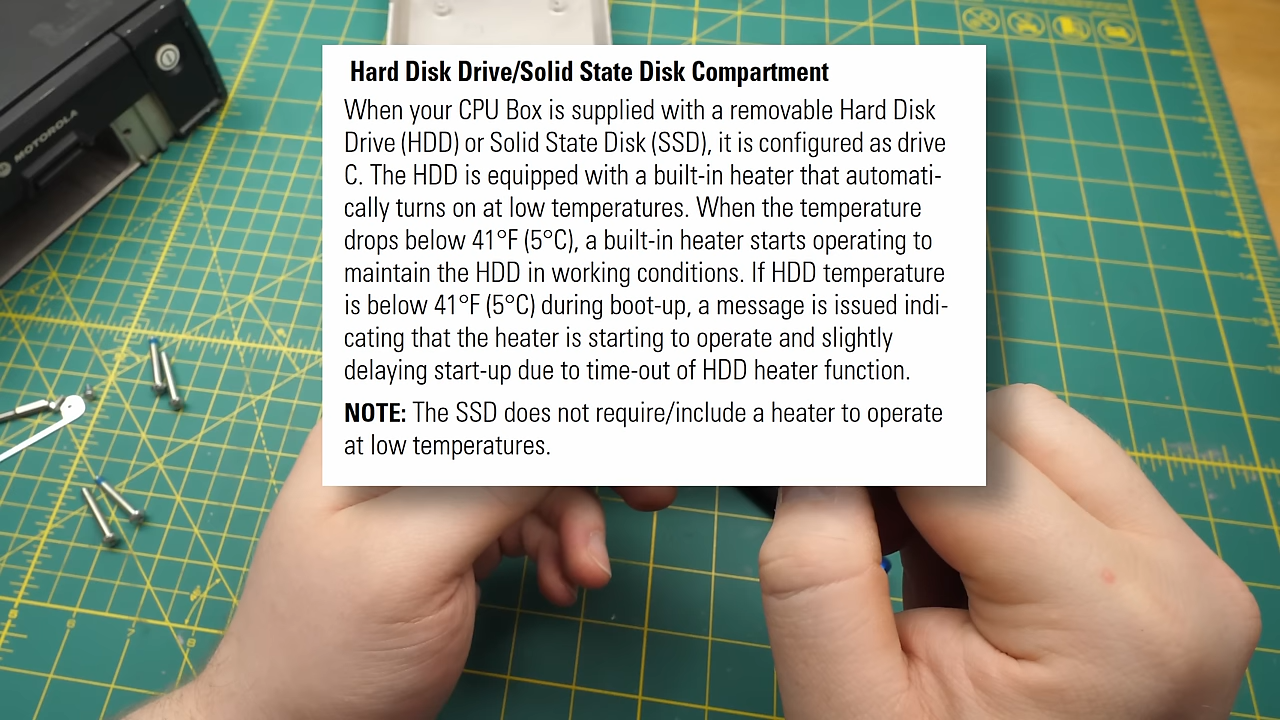 Hard Disk Drive/Solid State Disk Compartment
When your CPU Box is supplied with a removable Hard Disk
Drive (HDD) or Solid State Disk (SSD), it is configured as drive
C. The HDD is equipped with a built-in heater that automati-
cally turns on at low temperatures. When the temperature
drops below 41°F (5°C), a built-in heater starts operating to
maintain the HDD in working conditions. If HDD temperature
is below 41°F (5°C) during boot-up, a message is issued indi-
cating that the heater is starting to operate and slightly
delaying start-up due to time-out of HDD heater function.
NOTE: The SSD does not require/include a heater to operate
at low temperatures.
MOTOROLA
6
7
8